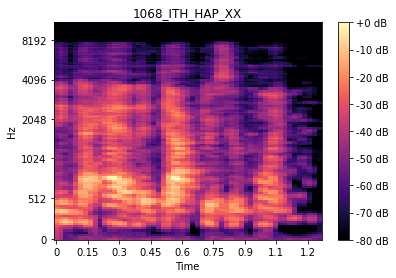 1068_ITH_HAP_XX
+0 dB
8192
-10 dB
4096
-20 dB
-30 dB
2048
Hz
-40 dB
1024
-50 dB
512
-60 dB
-70 dB
0
-80 dB
0 0.15 0.3 0.45 0.6 0.75 0.9 1.1 1.2
Time